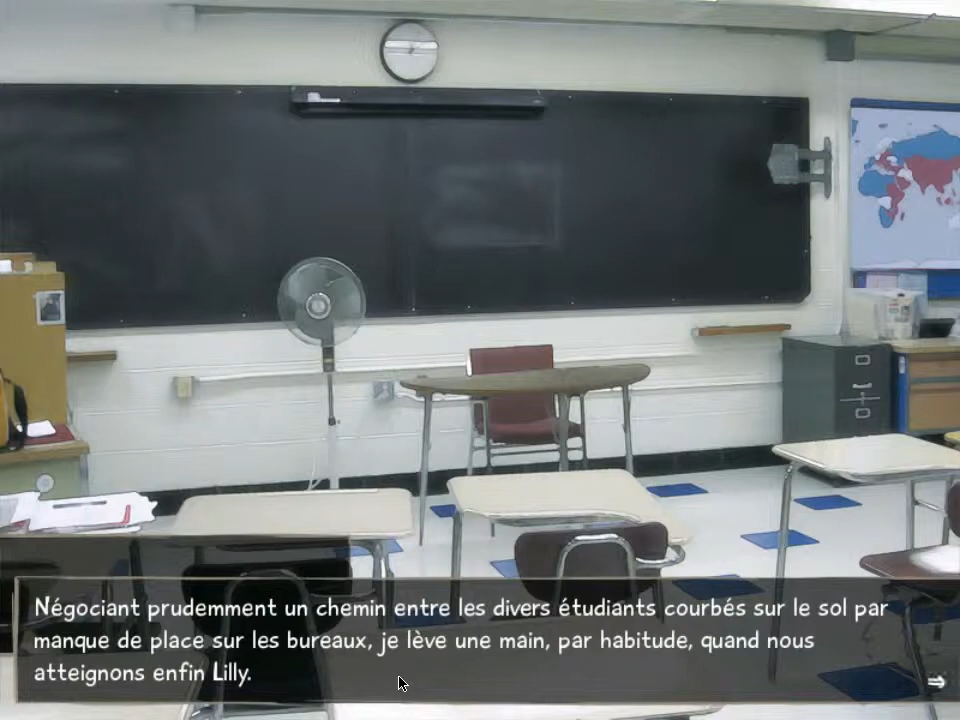 Négociant prudemment un chemin entre les divers étudiants courbés sur le sol par
manque de place sur les bureaux, je lève une main, par habitude, quand nous
atteignons enfin Lilly.